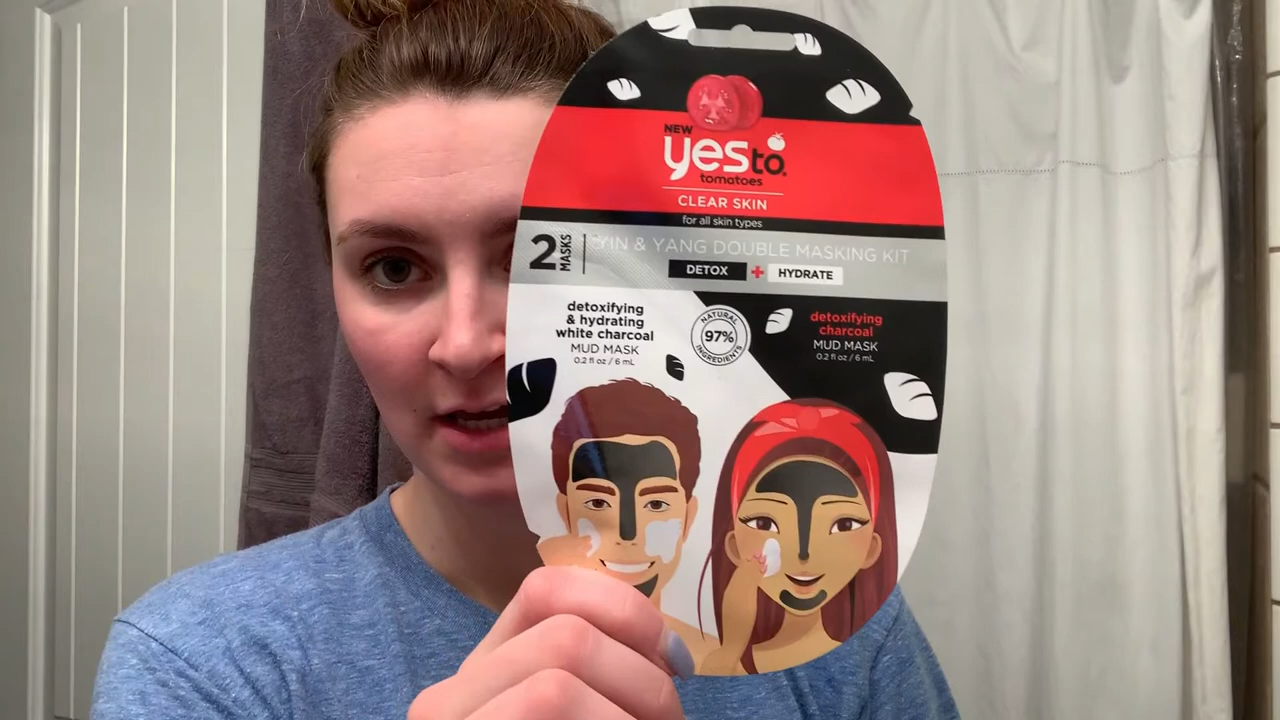 NEW
yes to.
tomatoes
CLEAR SKIN
for all skin types
2 MASKS
YIN & YANG DOUBLE MASKING KIT
DETOX + HYDRATE
detoxifying
& hydrating
white charcoal
MUD MASK
0.2 fl oz / 6 mL
NATURAL
97%
INGREDIENTS
detoxifying
charcoal
MUD MASK
0.2 fl oz / 6 mL